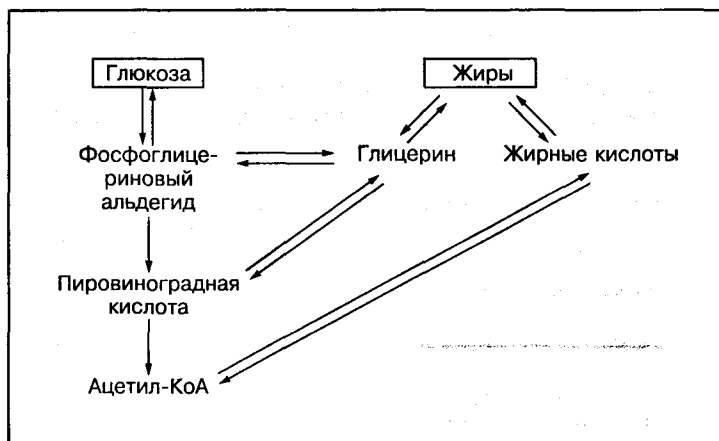 Глюкоза
Жиры
Фосфоглице-
риновый
альдегид
Глицерин
Жирные кислоты
Пировиноградная
кислота
Ацетил-КоА